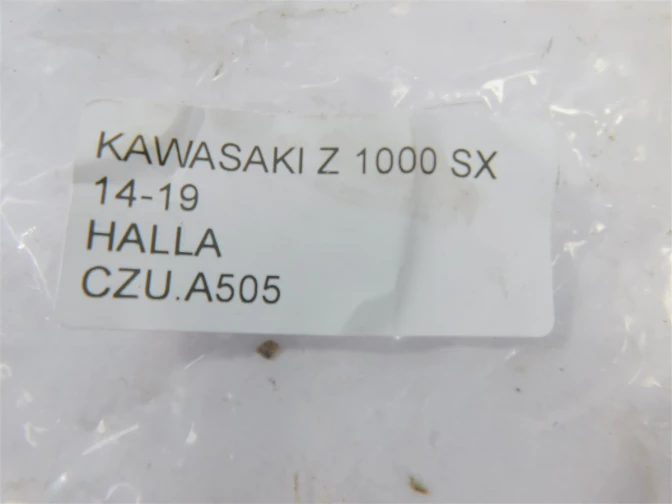 KAWASAKI Z 1000 SX
14-19
HALLA
CZU.A505